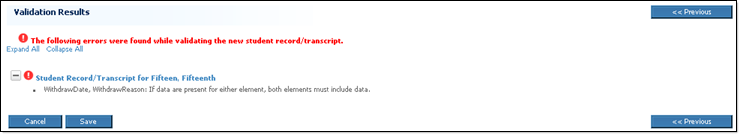 Validation Results
<< Previous
The following errors were found while validating the new student record/transcript.
Expand All Collapse All
Student Record/Transcript for Fifteen, Fifteenth
WithdrawDate, WithdrawReason: If data are present for either element, both elements must include data.
Cancel Save << Previous